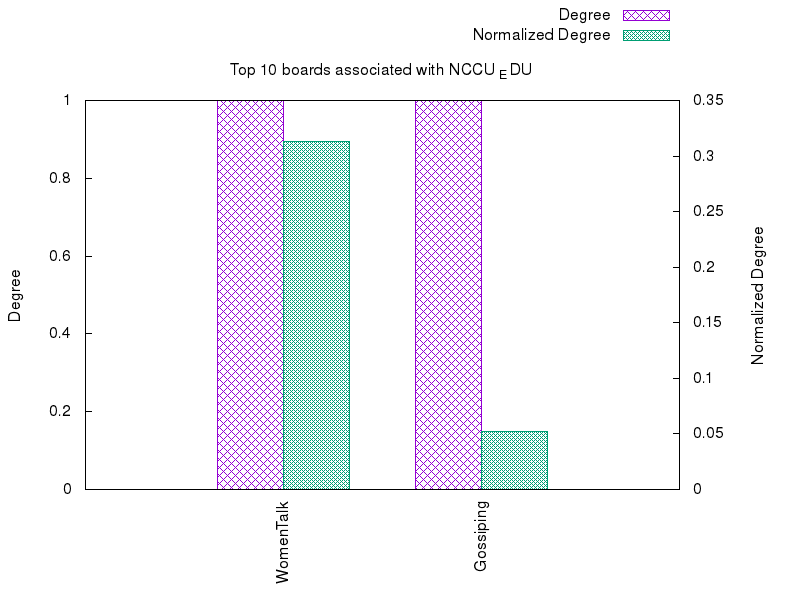 Degree
Normalized Degree
Top 10 boards associated with NCCU EDU
1
0.8
0.6
0.4
0.2
0
0.35
0.3
0.25
0.2
0.15
0.1
0.05
0
Degree
Normalized Degree
WomenTalk
Gossiping